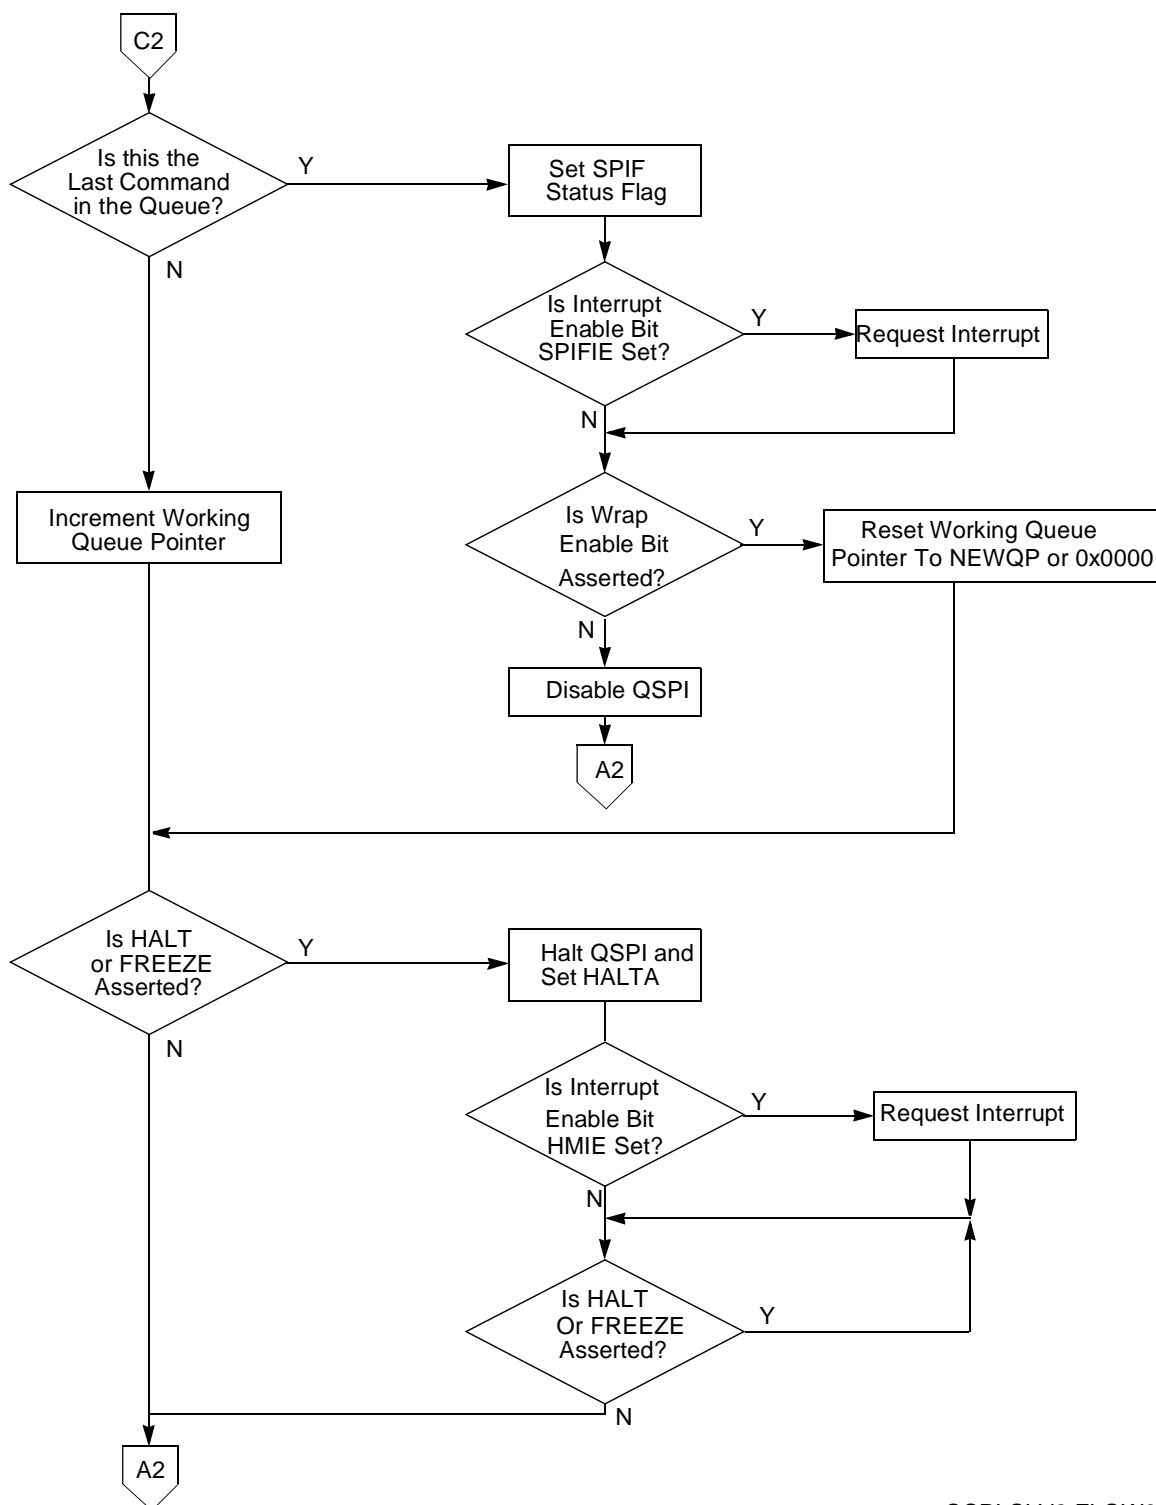 C2
Is this the
Last Command
in the Queue?
Y
Set SPIF
Status Flag
N
Is Interrupt
Enable Bit
SPIFIE Set?
Y
Request Interrupt
N
Increment Working
Queue Pointer
Is Wrap
Enable Bit
Asserted?
Y
Reset Working Queue
Pointer To NEWQP or 0x0000
N
Disable QSPI
A2
Is HALT
or FREEZE
Asserted?
Y
Halt QSPI and
Set HALTA
N
Is Interrupt
Enable Bit
HMIE Set?
Y
Request Interrupt
N
Is HALT
Or FREEZE
Asserted?
Y
N
A2